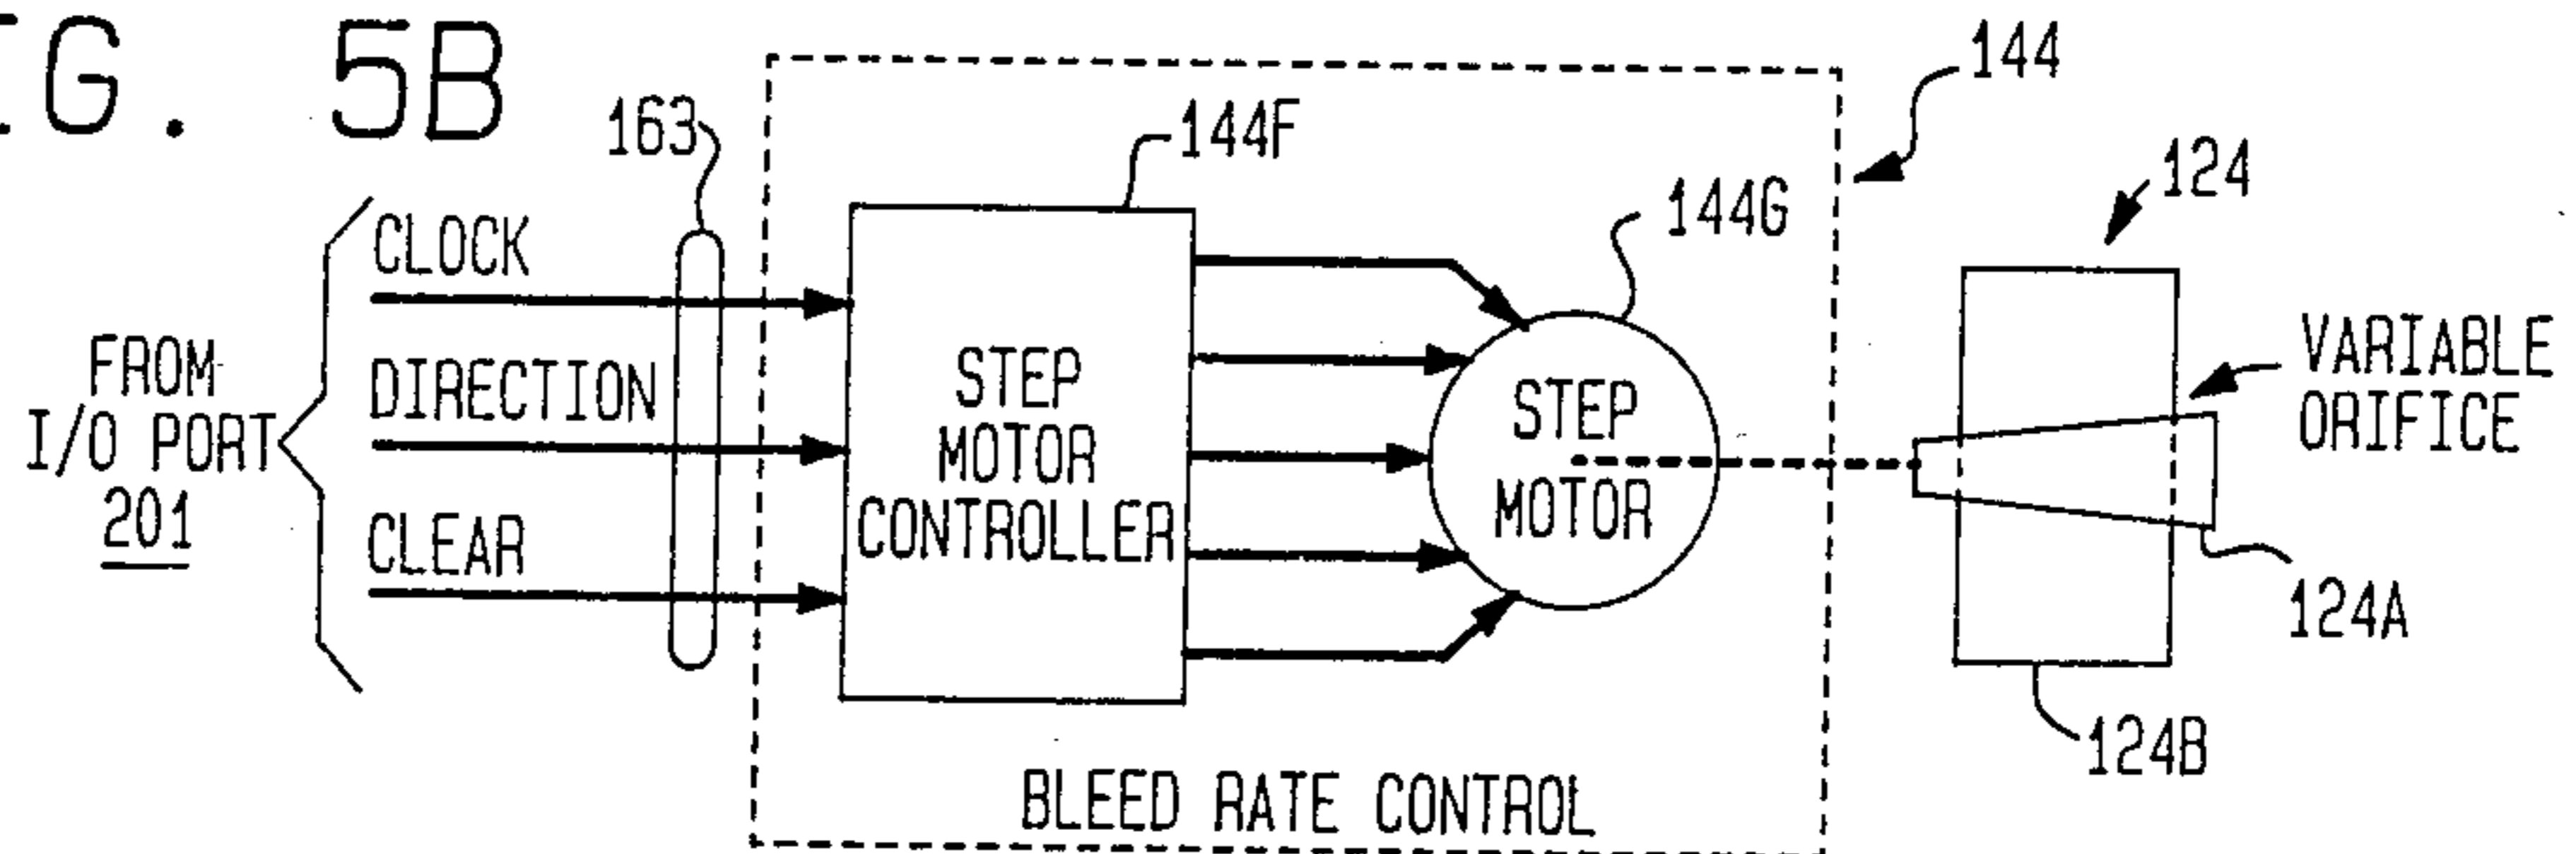 IG. 5B
163
144F
144
144G
124
CLOCK
DIRECTION
CLEAR
FROM
I/O PORT
201
STEP
MOTOR
CONTROLLER
STEP
MOTOR
VARIABLE
ORIFICE
124A
124B
BLEED RATE CONTROL